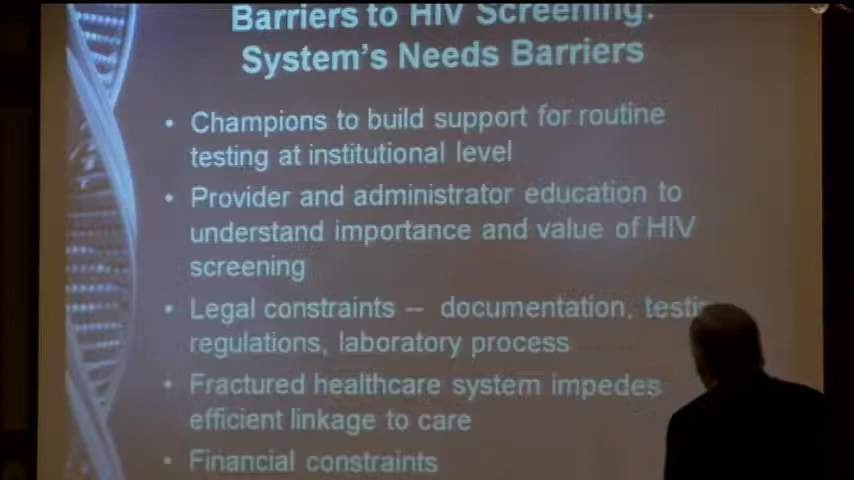 Barriers to HIV Screening:
System's Needs Barriers
• Champions to build support for routine
testing at institutional level
• Provider and administrator education to
understand importance and value of HIV
screening
• Legal constraints -- documentation, testing
regulations, laboratory process
• Fractured healthcare system impedes
efficient linkage to care
• Financial constraints